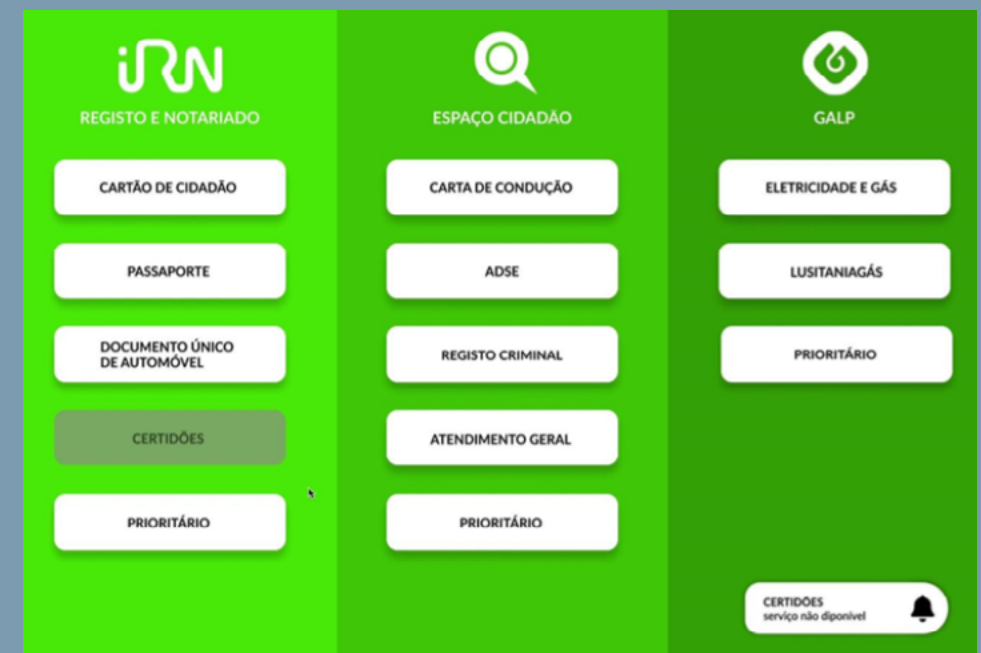 iRN
REGISTO E NOTARIADO
CARTÃO DE CIDADÃO
PASSAPORTE
DOCUMENTO ÚNICO
DE AUTOMÓVEL
CERTIDÕES
PRIORITÁRIO
ESPAÇO CIDADÃO
CARTA DE CONDUÇÃO
ADSE
REGISTO CRIMINAL
ATENDIMENTO GERAL
PRIORITÁRIO
GALP
ELETRICIDADE E GÁS
LUSITANIAGÁS
PRIORITÁRIO
CERTIDÕES
serviço não diponível